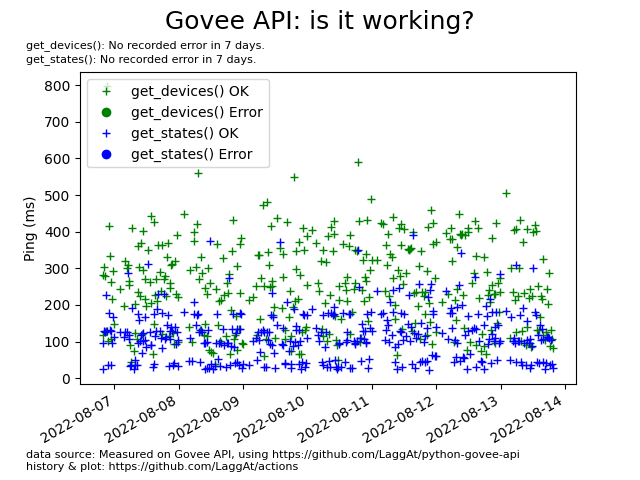 Govee API: is it working?
get_devices(): No recorded error in 7 days.
get_states(): No recorded error in 7 days.
800
700
600
500
400
300
200
100
0
Ping (ms)
get_devices() OK
get_devices() Error
get_states() OK
get_states() Error
2022-08-07
2022-08-08
2022-08-09
2022-08-10
2022-08-11
2022-08-12
2022-08-13
2022-08-14
data source: Measured on Govee API, using https://github.com/LaggAt/python-govee-api
history & plot: https://github.com/LaggAt/actions